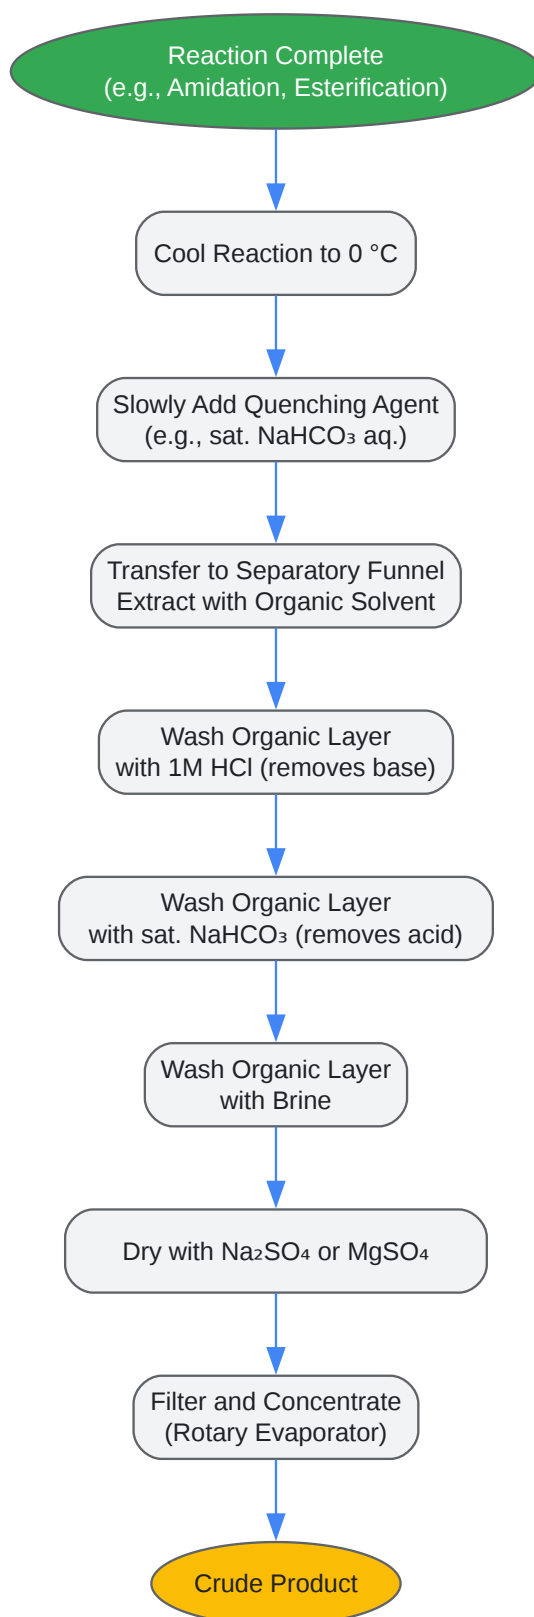 Reaction Complete
(e.g., Amidation, Esterification)
Cool Reaction to 0 °C
Slowly Add Quenching Agent
(e.g., sat. NaHCO₃ aq.)
Transfer to Separatory Funnel
Extract with Organic Solvent
Wash Organic Layer
with 1M HCl (removes base)
Wash Organic Layer
with sat. NaHCO₃ (removes acid)
Wash Organic Layer
with Brine
Dry with Na₂SO₄ or MgSO₄
Filter and Concentrate
(Rotary Evaporator)
Crude Product